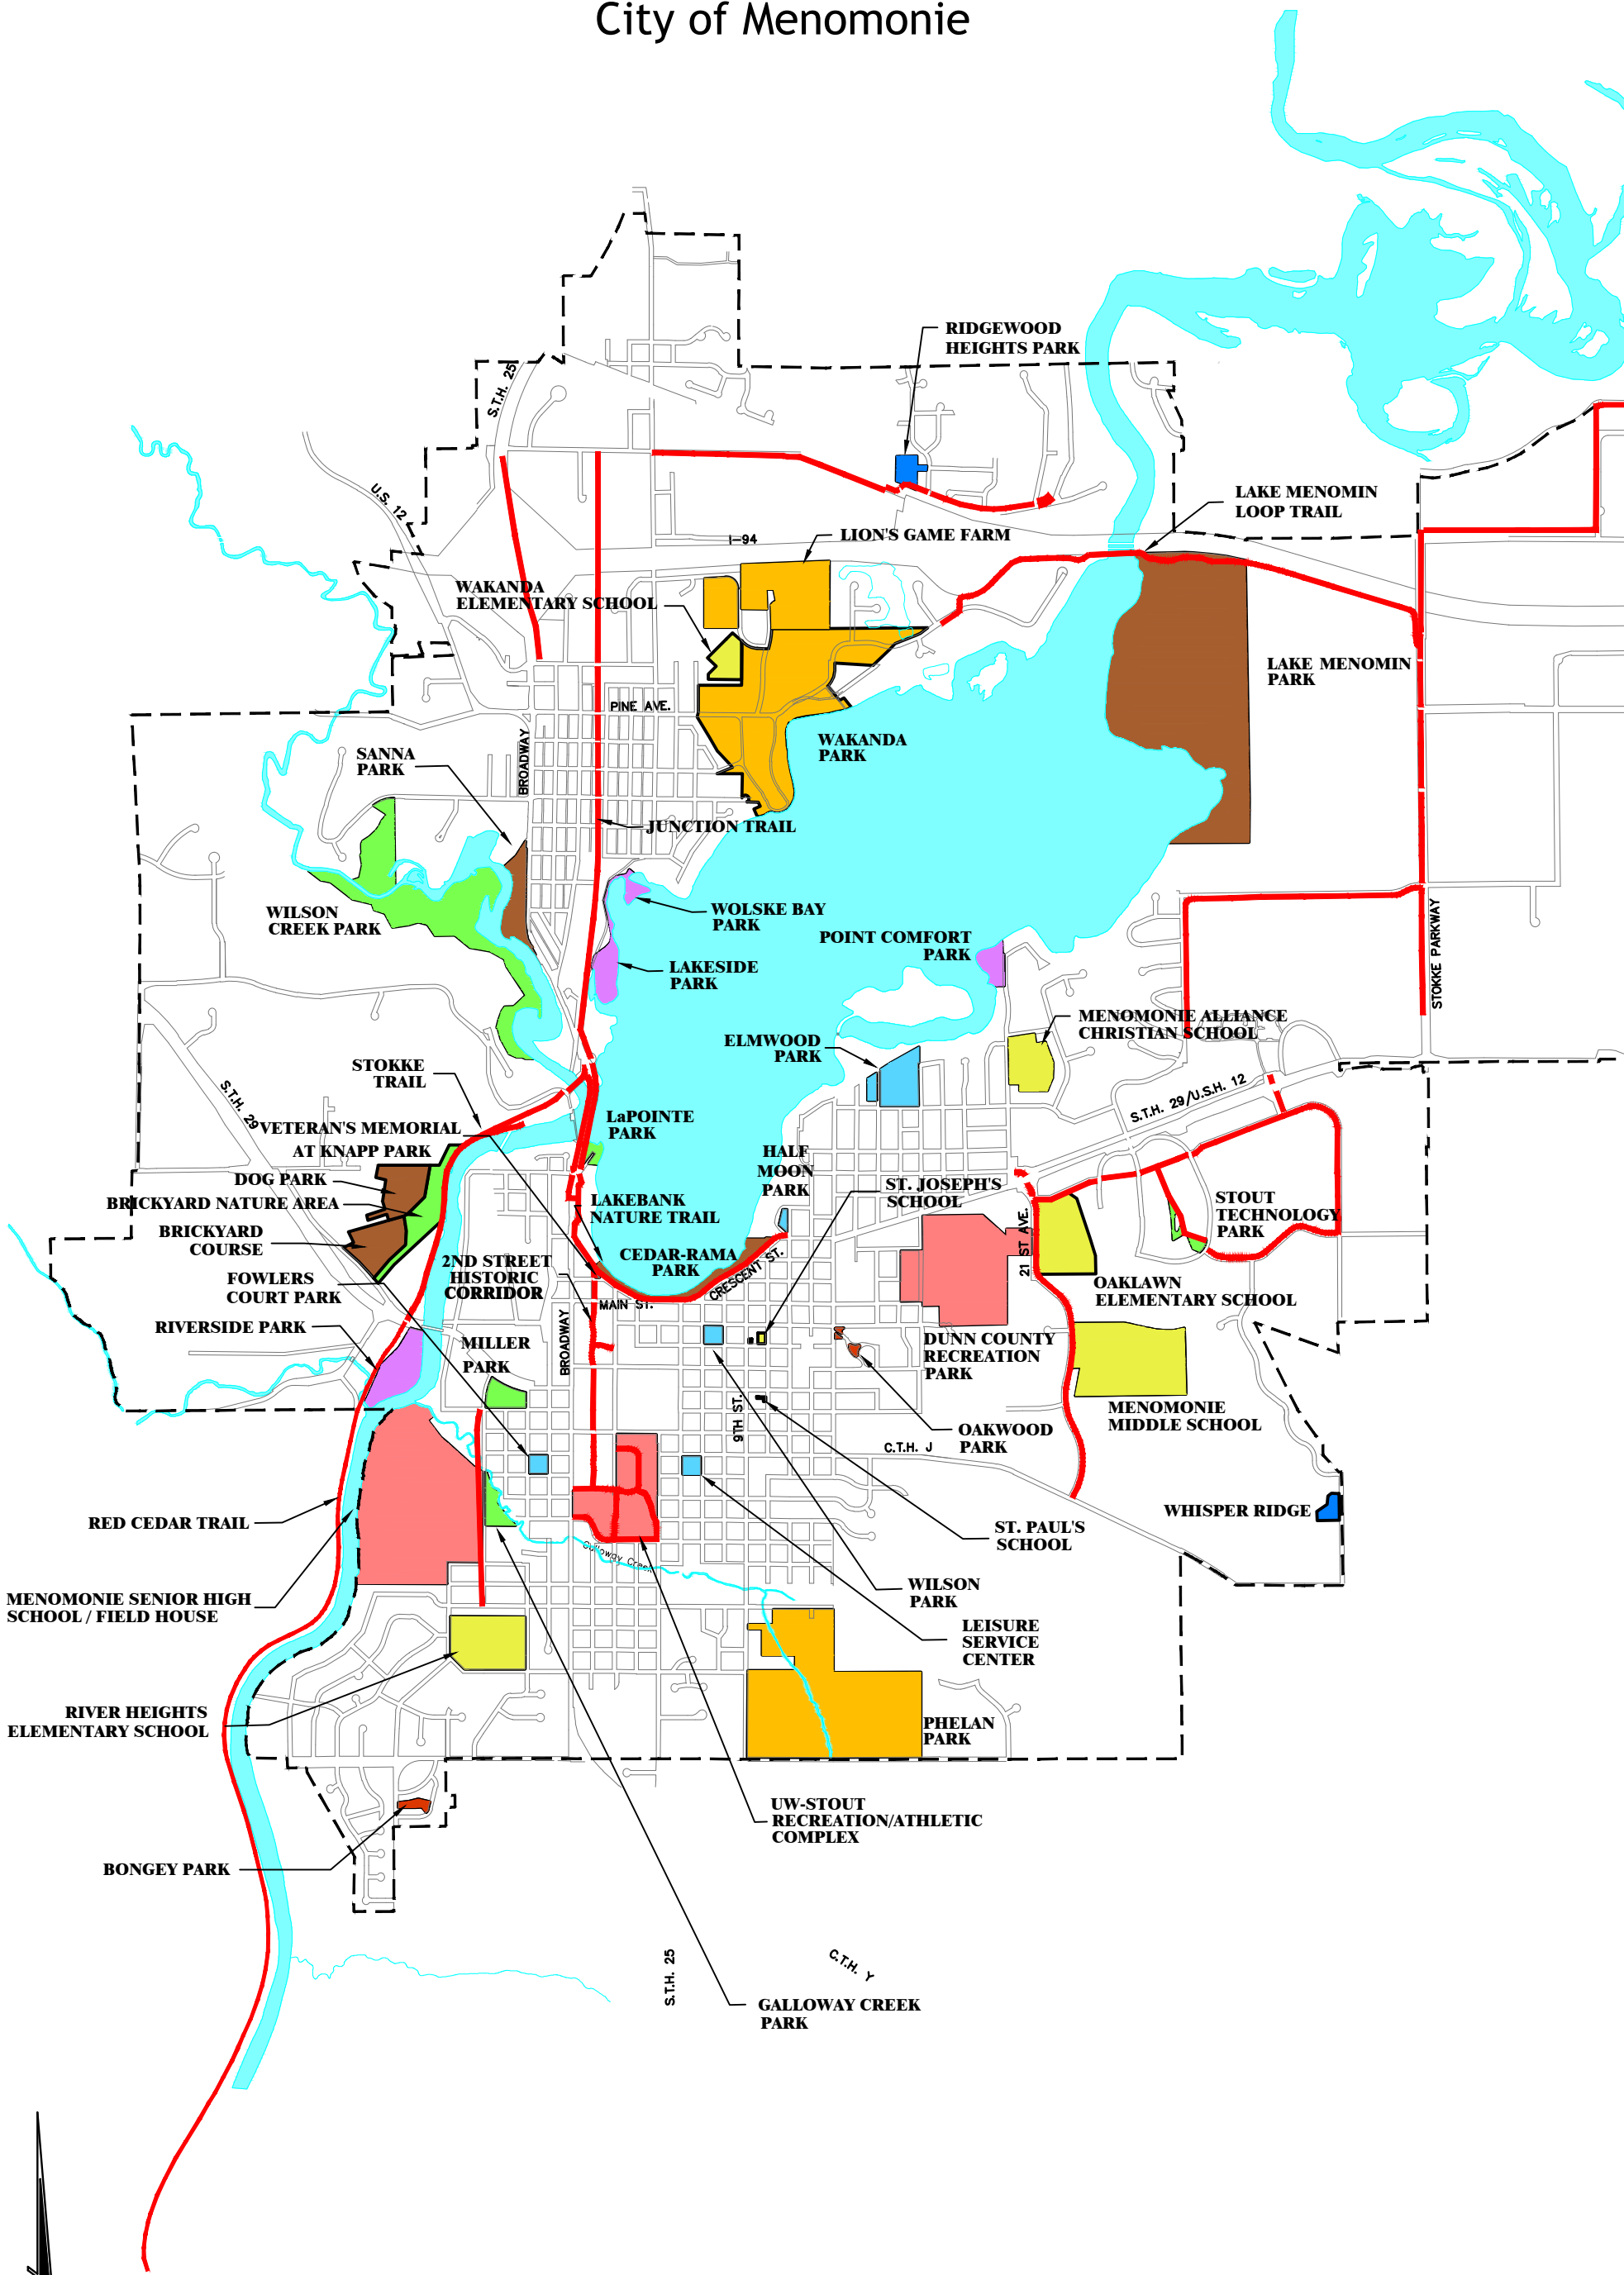 City of Menomonie
RIDGEWOOD
HEIGHTS PARK
S.T.H. 25
U.S. 12
LAKE MENOMIN
LOOP TRAIL
I-94
LION'S GAME FARM
WAKANDA
ELEMENTARY SCHOOL
LAKE MENOMIN
PARK
PINE AVE.
BROADWAY
WAKANDA
PARK
SANNA
PARK
JUNCTION TRAIL
WILSON
CREEK PARK
WOLSKE BAY
PARK
POINT COMFORT
PARK
STOKKE PARKWAY
LAKESIDE
PARK
MENOMONIE ALLIANCE
CHRISTIAN SCHOOL
ELMWOOD
PARK
STOKKE
TRAIL
S.T.H. 29
S.T.H. 29/U.S.H. 12
LaPOINTE
PARK
VETERAN'S MEMORIAL
AT KNAPP PARK
HALF
MOON
PARK
DOG PARK
ST. JOSEPH'S
SCHOOL
BRICKYARD NATURE AREA
LAKEBANK
NATURE TRAIL
STOUT
TECHNOLOGY
PARK
BRICKYARD
COURSE
21 ST AVE.
CEDAR-RAMA
PARK
CRESCENT ST.
2ND STREET
HISTORIC
CORRIDOR
FOWLERS
COURT PARK
OAKLAWN
ELEMENTARY SCHOOL
MAIN ST.
RIVERSIDE PARK
BROADWAY
MILLER
PARK
DUNN COUNTY
RECREATION
PARK
9TH ST.
MENOMONIE
MIDDLE SCHOOL
OAKWOOD
PARK
C.T.H. J
WHISPER RIDGE
RED CEDAR TRAIL
ST. PAUL'S
SCHOOL
Galloway Creek
MENOMONIE SENIOR HIGH
SCHOOL / FIELD HOUSE
WILSON
PARK
LEISURE
SERVICE
CENTER
RIVER HEIGHTS
ELEMENTARY SCHOOL
PHELAN
PARK
UW-STOUT
RECREATION/ATHLETIC
COMPLEX
BONGEY PARK
S.T.H. 25
C.T.H. Y
GALLOWAY CREEK
PARK